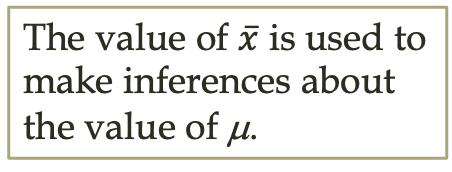 The value of x̄ is used to
make inferences about
the value of μ.